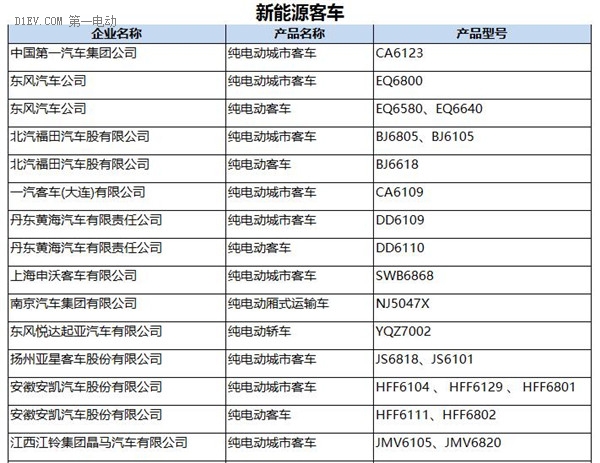 新能源客车
D1EV.COM 第一电动
企业名称 产品名称 产品型号
中国第一汽车集团公司 纯电动城市客车 CA6123
东风汽车公司 纯电动城市客车 EQ6800
东风汽车公司 纯电动客车 EQ6580、EQ6640
北汽福田汽车股有限公司 纯电动城市客车 BJ6805、BJ6105
北汽福田汽车股有限公司 纯电动客车 BJ6618
一汽客车(大连)有限公司 纯电动城市客车 CA6109
丹东黄海汽车有限责任公司 纯电动城市客车 DD6109
丹东黄海汽车有限责任公司 纯电动客车 DD6110
上海申沃客车有限公司 纯电动城市客车 SWB6868
南京汽车集团有限公司 纯电动厢式运输车 NJ5047X
东风悦达起亚汽车有限公司 纯电动轿车 YQZ7002
扬州亚星客车股份有限公司 纯电动城市客车 JS6818、JS6101
安徽安凯汽车股份有限公司 纯电动城市客车 HFF6104 、 HFF6129 、 HFF6801
安徽安凯汽车股份有限公司 纯电动客车 HFF6111、HFF6802
江西江铃集团晶马汽车有限公司 纯电动城市客车 JMV6105、JMV6820